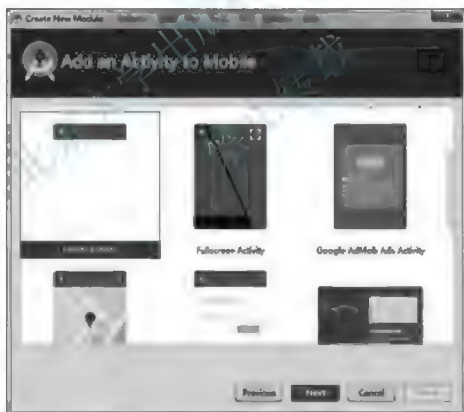 Create New Module
Add an Activity to Mobile
Fullscreen Activity
Google AdMob Ads Activity
Previous
Next
Cancel